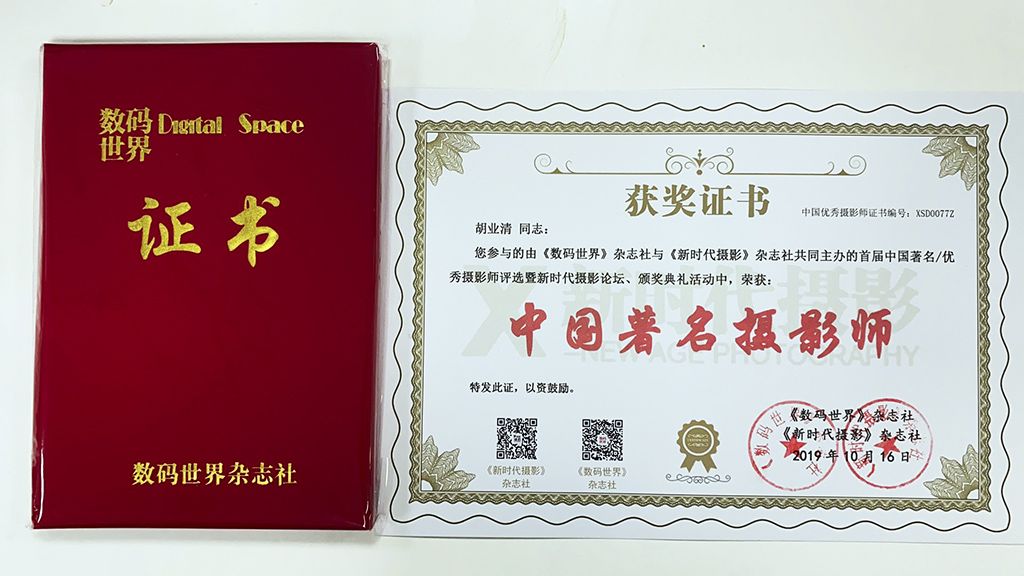 数码 Digital Space
世界
证书
数码世界杂志社
获奖证书
中国优秀摄影师证书编号：XSD0077Z
胡业清 同志：
您参与的由《数码世界》杂志社与《新时代摄影》杂志社共同主办的首届中国著名/优
秀摄影师评选暨新时代摄影论坛、颁奖典礼活动中，荣获：
新时代摄影
中国著名摄影师
NEW AGE PHOTOGRAPHY
特发此证，以资鼓励。
《新时代摄影》
杂志社
《数码世界》
杂志社
《数码世界》杂志社
《新时代摄影》杂志社
2019 年 10 月 16 日